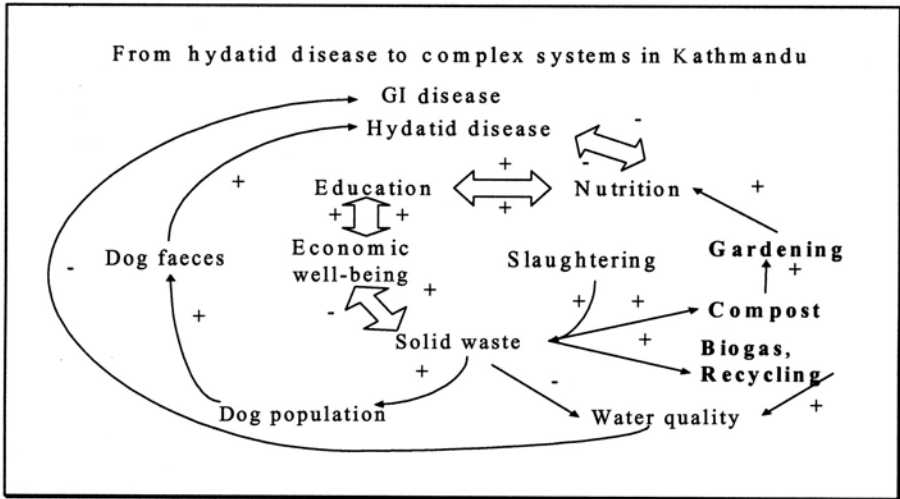 From hydatid disease to complex systems in Kathmandu
GI disease
Hydatid disease
-
-
+
+
Education
Nutrition
+
+
+
+
Economic
well-being
Dog faeces
Slaughtering
Gardening
+
-
+
-
+
+
+
Compost
+
Solid waste
Biogas,
Recycling
+
-
+
Dog population
Water quality